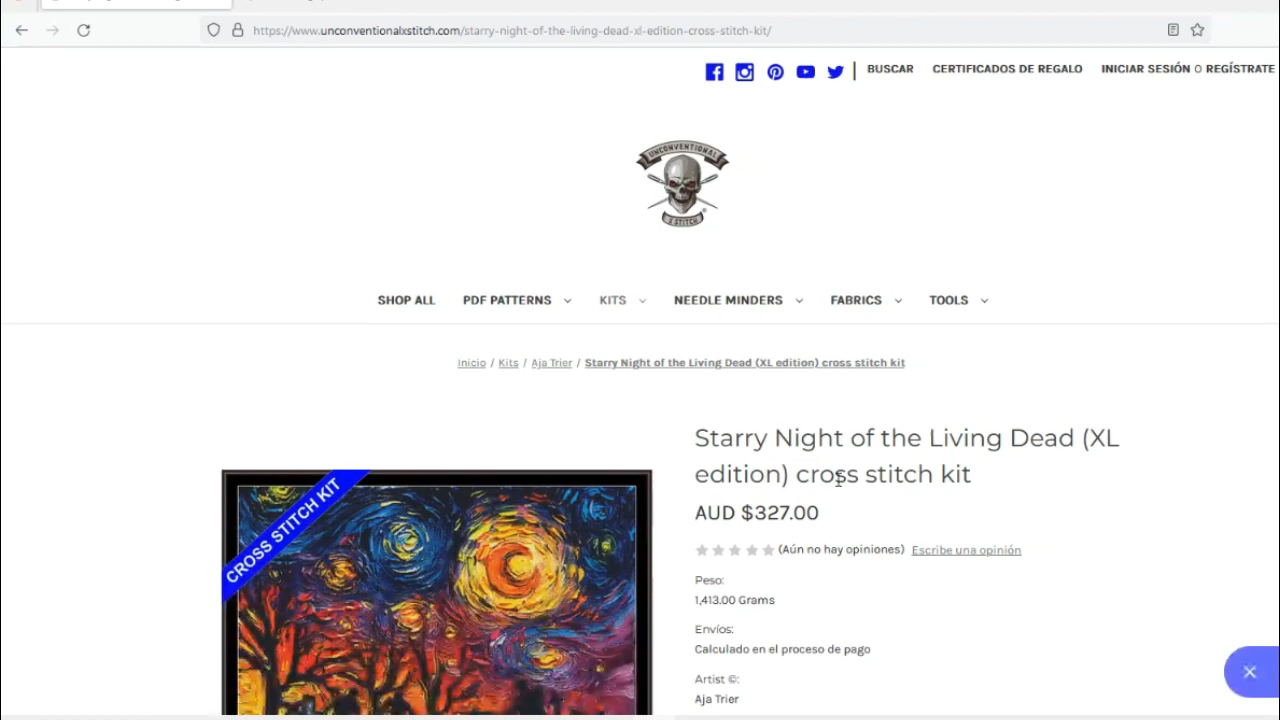 https://www.unconventionalxstitch.com/starry-night-of-the-living-dead-xl-edition-cross-stitch-kit/
BUSCAR CERTIFICADOS DE REGALO INICIAR SESIÓN O REGÍSTRATE
UNCONVENTIONAL
X STITCH
SHOP ALL PDF PATTERNS KITS NEEDLE MINDERS FABRICS TOOLS
Inicio / Kits / Aja Trier / Starry Night of the Living Dead (XL edition) cross stitch kit
CROSS STITCH KIT
Starry Night of the Living Dead (XL
edition) cross stitch kit
AUD $327.00
(Aún no hay opiniones) Escribe una opinión
Peso:
1,413.00 Grams
Envíos:
Calculado en el proceso de pago
Artist ©:
Aja Trier